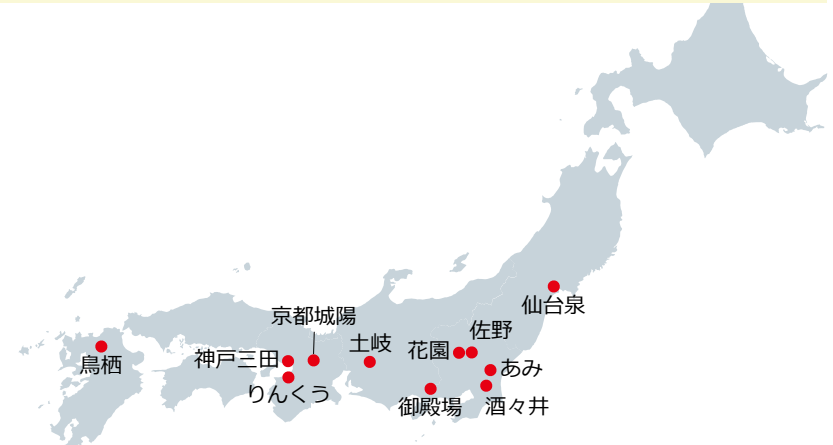 仙台泉
京都城陽
佐野
土岐
花園
神戸三田
鳥栖
あみ
りんくう
御殿場
酒々井